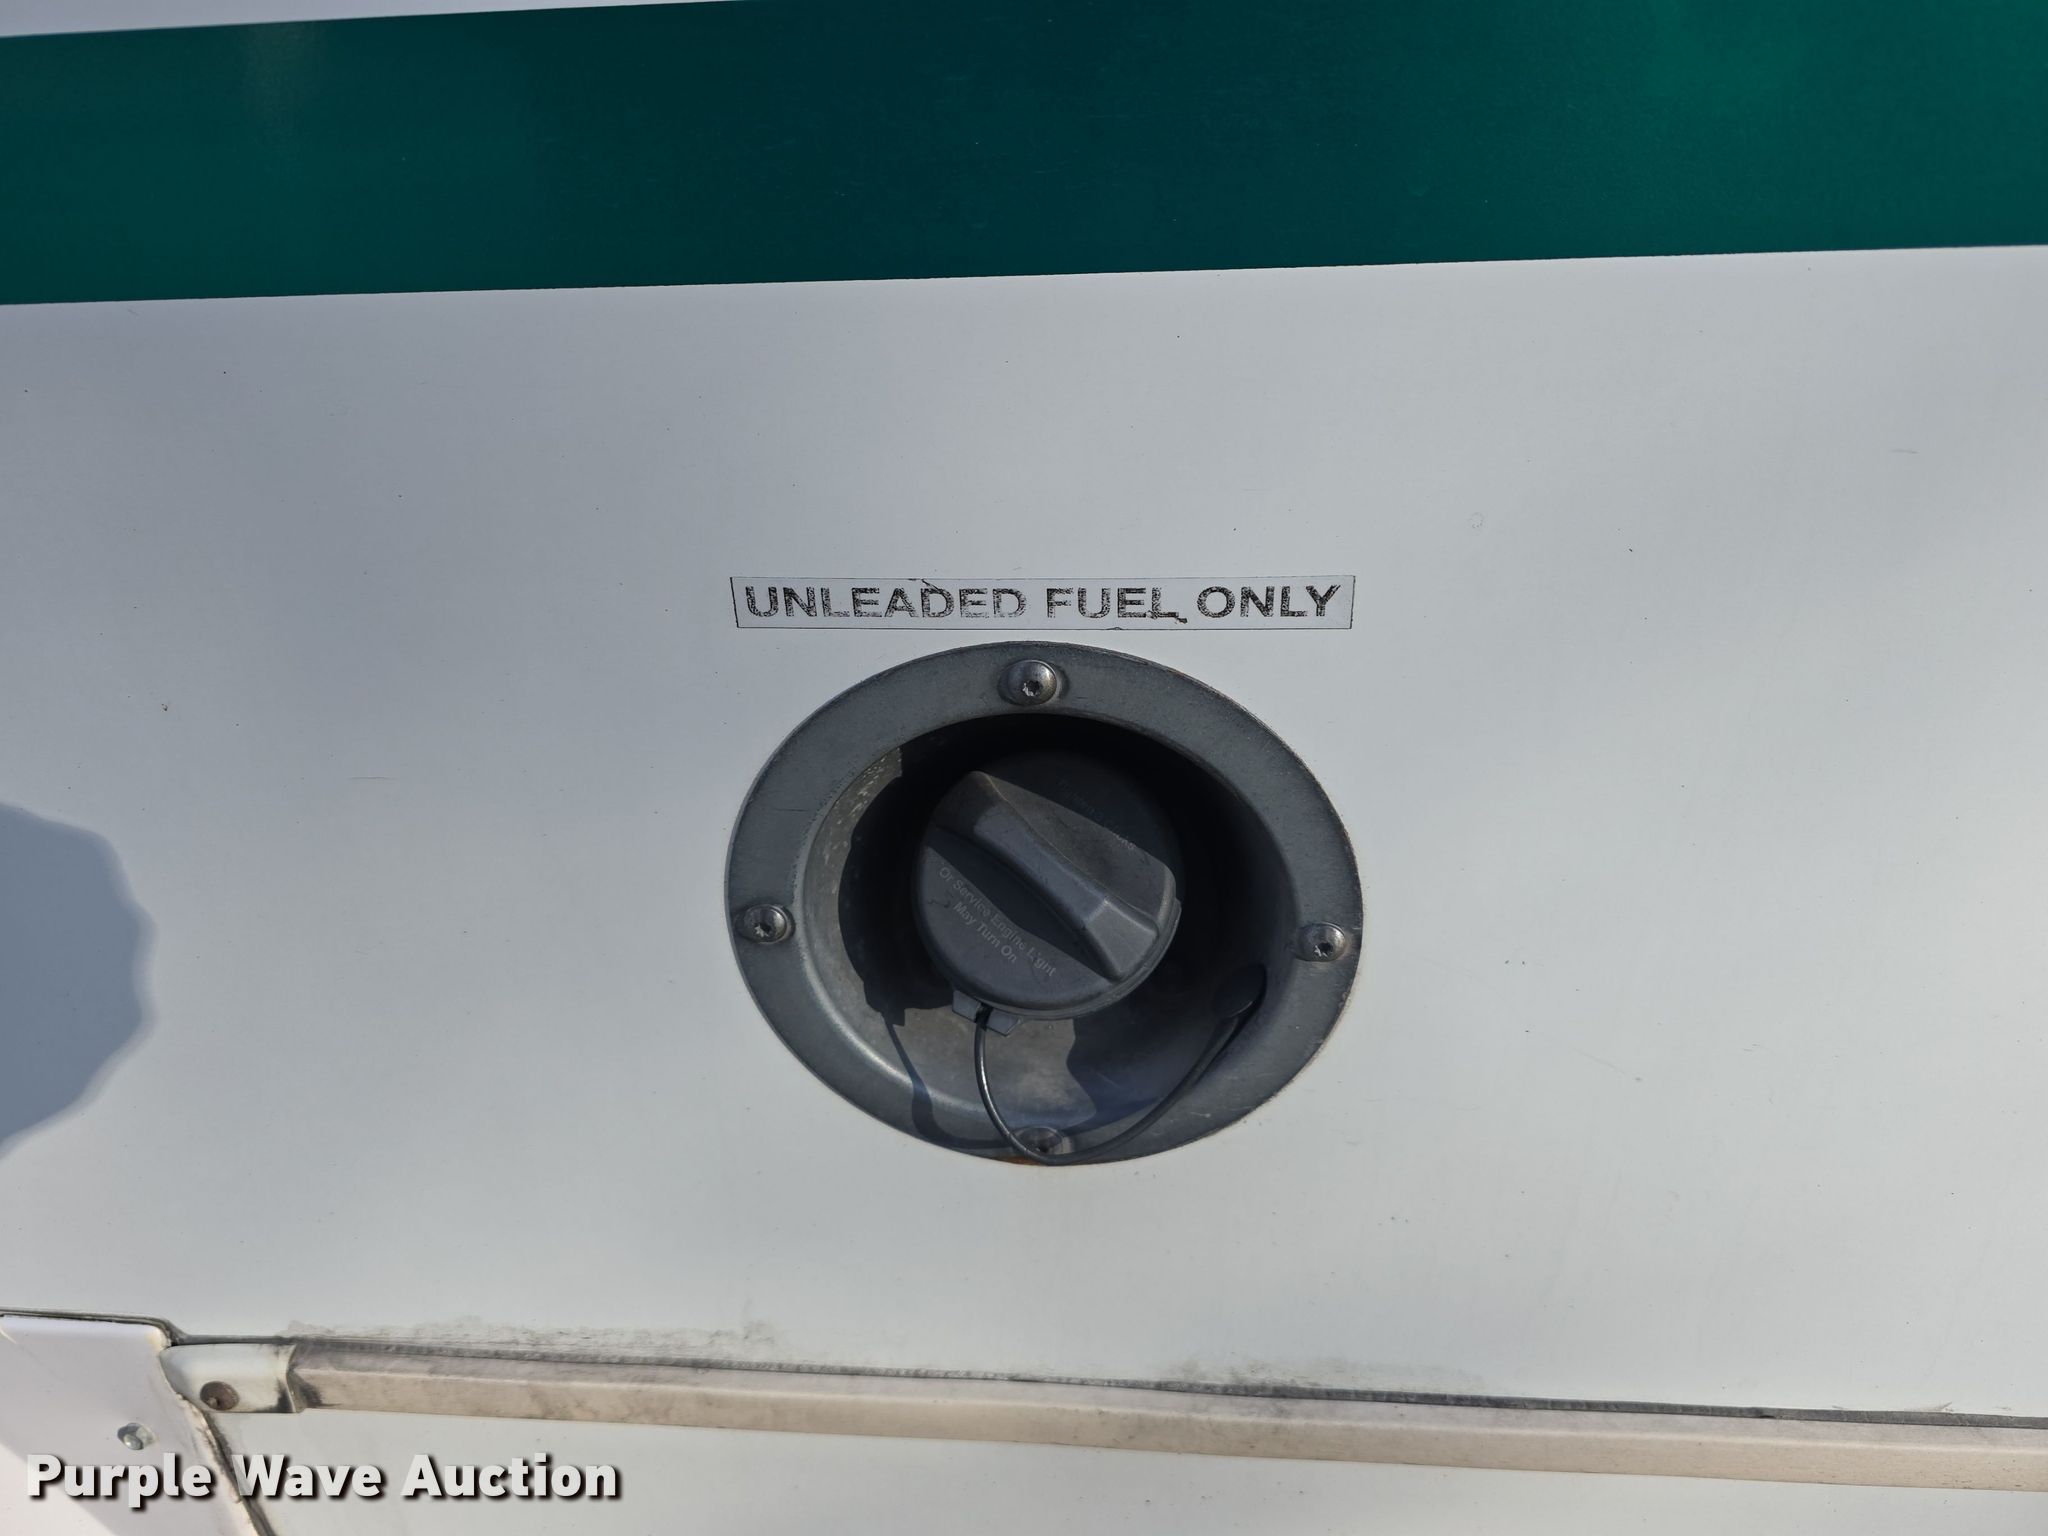 UNLEADED FUEL ONLY
Or Service Engine Light
May Turn On
Purple Wave Auction